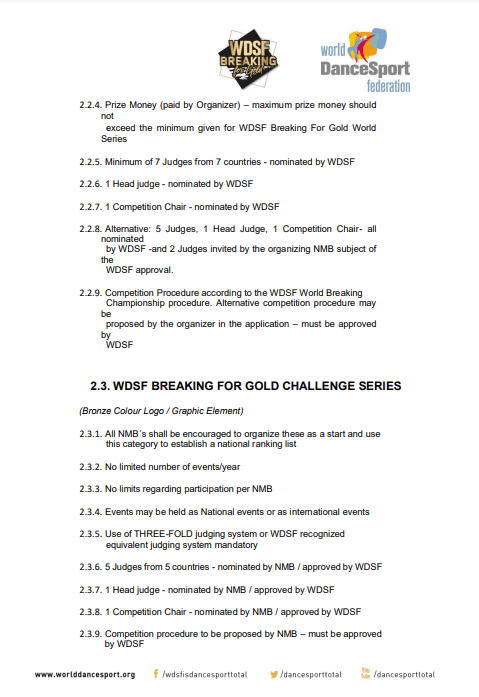 WDSF
BREAKING
for Gold
world
DanceSport
federation
2.2.4. Prize Money (paid by Organizer) – maximum prize money should
not
exceed the minimum given for WDSF Breaking For Gold World
Series
2.2.5. Minimum of 7 Judges from 7 countries - nominated by WDSF
2.2.6. 1 Head judge - nominated by WDSF
2.2.7. 1 Competition Chair - nominated by WDSF
2.2.8. Alternative: 5 Judges, 1 Head Judge, 1 Competition Chair- all
nominated
by WDSF -and 2 Judges invited by the organizing NMB subject of
the
WDSF approval.
2.2.9. Competition Procedure according to the WDSF World Breaking
Championship procedure. Alternative competition procedure may
be
proposed by the organizer in the application – must be approved
by
WDSF
2.3. WDSF BREAKING FOR GOLD CHALLENGE SERIES
(Bronze Colour Logo / Graphic Element)
2.3.1. All NMB´s shall be encouraged to organize these as a start and use
this category to establish a national ranking list
2.3.2. No limited number of events/year
2.3.3. No limits regarding participation per NMB
2.3.4. Events may be held as National events or as international events
2.3.5. Use of THREE-FOLD judging system or WDSF recognized
equivalent judging system mandatory
2.3.6. 5 Judges from 5 countries - nominated by NMB / approved by WDSF
2.3.7. 1 Head judge - nominated by NMB / approved by WDSF
2.3.8. 1 Competition Chair - nominated by NMB / approved by WDSF
2.3.9. Competition procedure to be proposed by NMB – must be approved
by WDSF
www.worlddancesport.org /wdsfisdancesporttotal /dancesporttotal /dancesporttotal